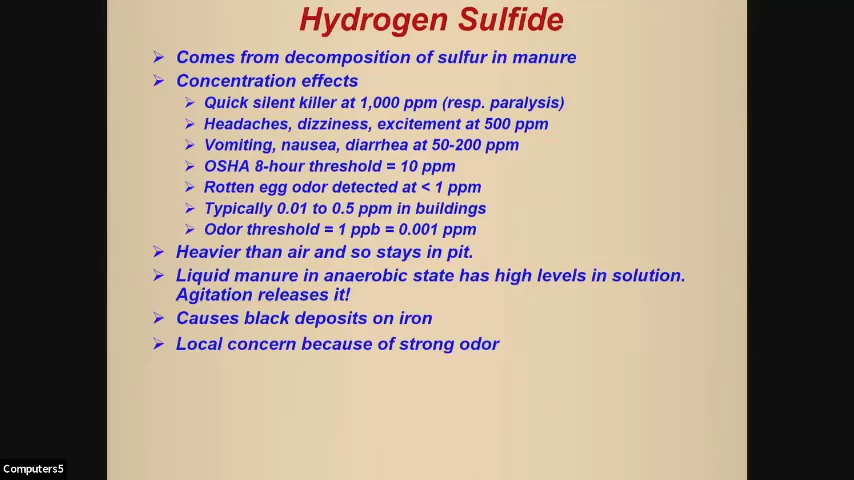 Hydrogen Sulfide
Comes from decomposition of sulfur in manure
Concentration effects
Quick silent killer at 1,000 ppm (resp. paralysis)
Headaches, dizziness, excitement at 500 ppm
Vomiting, nausea, diarrhea at 50-200 ppm
OSHA 8-hour threshold = 10 ppm
Rotten egg odor detected at < 1 ppm
Typically 0.01 to 0.5 ppm in buildings
Odor threshold = 1 ppb = 0.001 ppm
Heavier than air and so stays in pit.
Liquid manure in anaerobic state has high levels in solution.
Agitation releases it!
Causes black deposits on iron
Local concern because of strong odor
Computers5